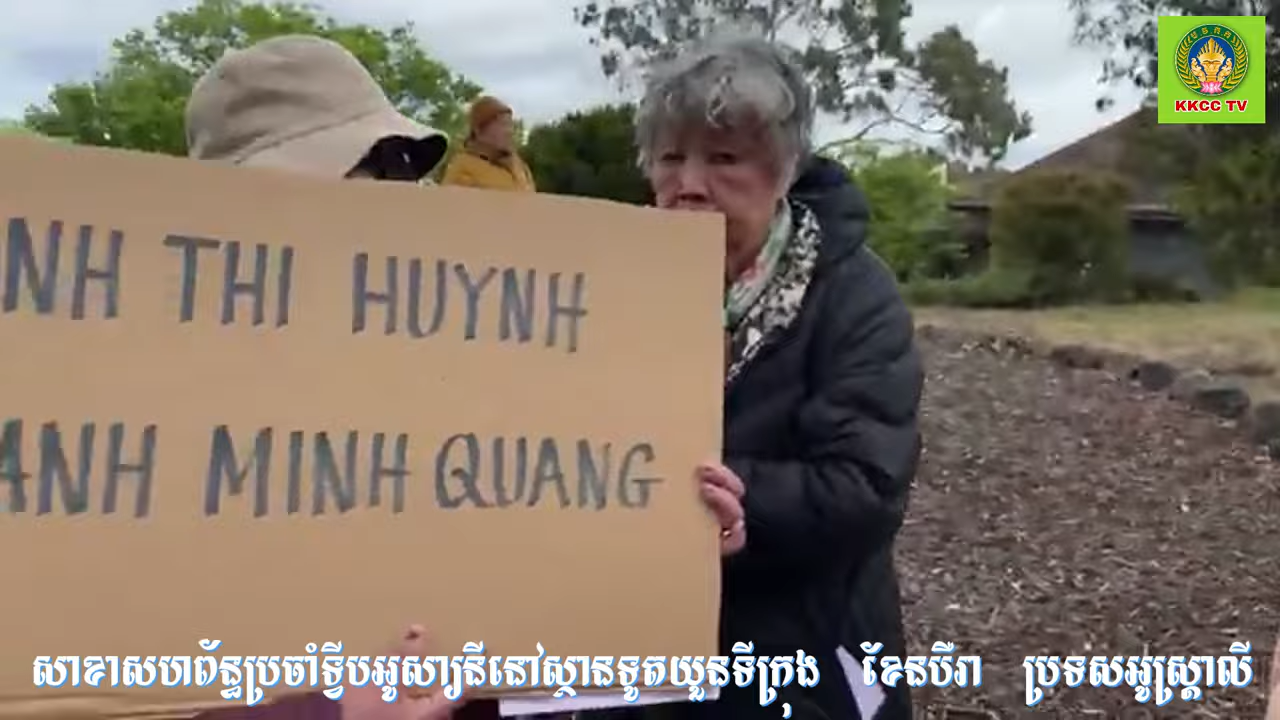 KKCC TV
NH THI HUYNH
ANH MINH QUANG
សាខាសហព័ន្ធប្រចាំទ្វីបអូសានីនៅស្ថានទូតយួនទីក្រុង ខែនបីរ៉ា ប្រទសអូស្ត្រាលី